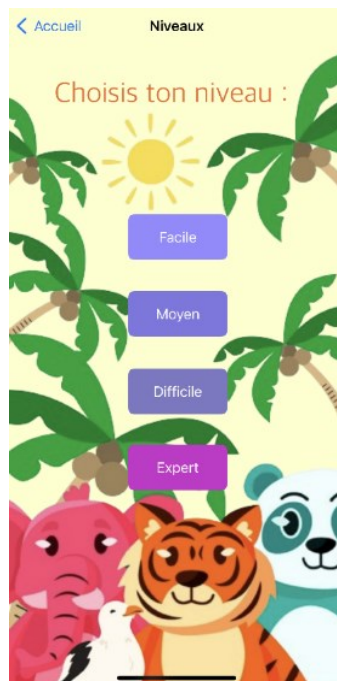 Accueil Niveaux
Choisis ton niveau :
Facile
Moyen
Difficile
Expert